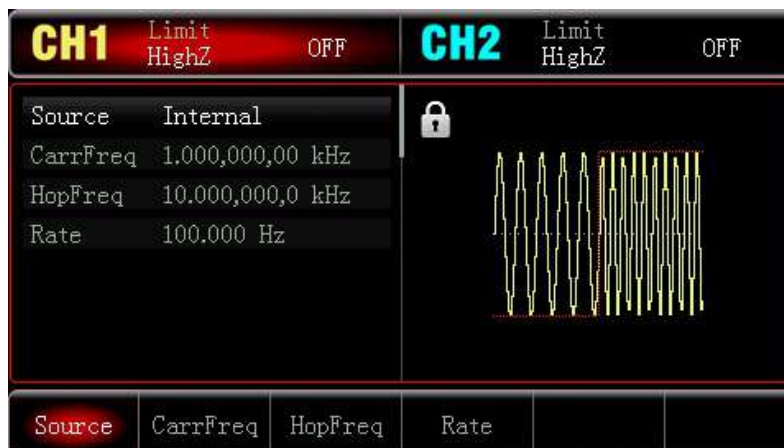 CH1 Limit HighZ OFF CH2 Limit HighZ OFF
Source Internal
CarrFreq 1.000,000,00 kHz
HopFreq 10.000,000,0 kHz
Rate 100.000 Hz
Source CarrFreq HopFreq Rate